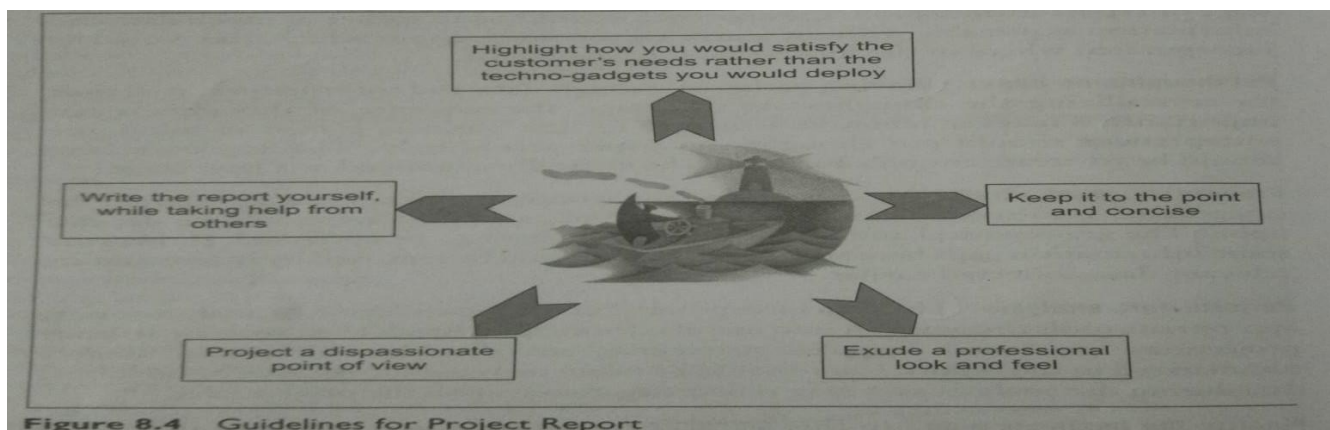 Highlight how you would satisfy the
customer's needs rather than the
techno-gadgets you would deploy
Write the report yourself,
while taking help from
others
Keep it to the point
and concise
Project a dispassionate
point of view
Exude a professional
look and feel
Figure 8.4 Guidelines for Project Report